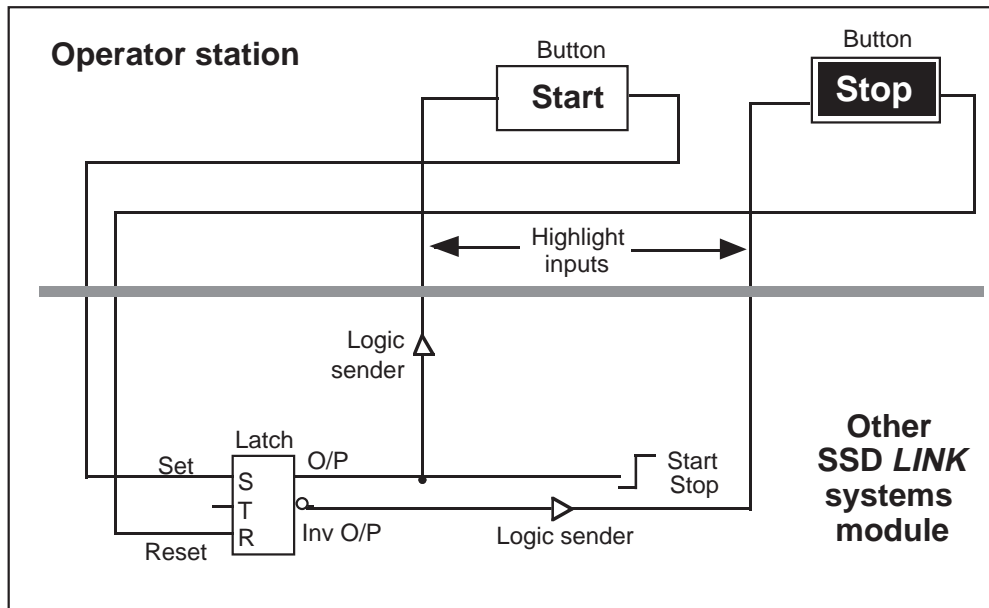 Operator station
Button
Start
Button
Stop
Highlight
inputs
Logic
sender
Latch
Set
S
T
R
Reset
O/P
Inv O/P
Start
Stop
Logic sender
Other
SSD LINK
systems
module